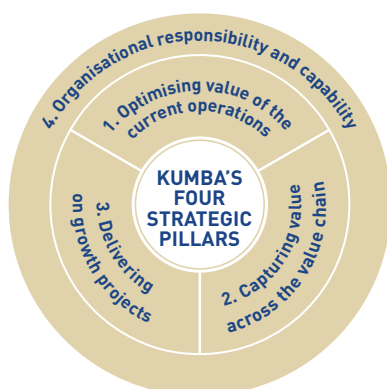 4. Organisational responsibility and capability
1. Optimising value of the
current operations
KUMBA'S
FOUR
STRATEGIC
PILLARS
2. Capturing value
across the value chain
3. Delivering
on growth projects